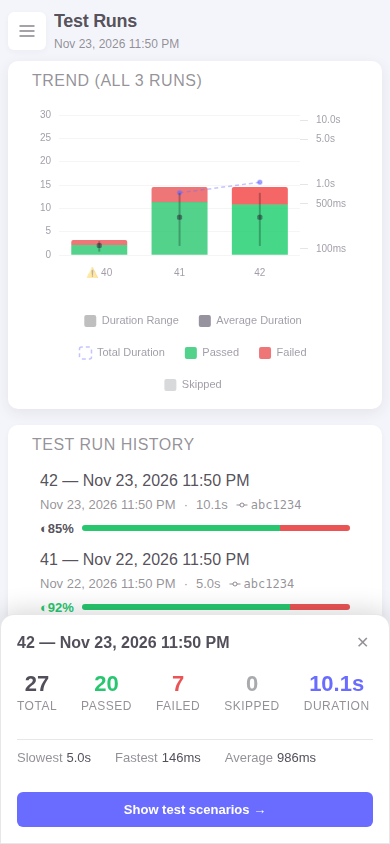 Test Runs
Nov 23, 2026 11:50 PM
TREND (ALL 3 RUNS)
30
25
20
15
10
5
0
10.0s
5.0s
1.0s
500ms
100ms
⚠️ 40
41
42
Duration Range
Average Duration
Total Duration
Passed
Failed
Skipped
TEST RUN HISTORY
42 — Nov 23, 2026 11:50 PM
Nov 23, 2026 11:50 PM · 10.1s abc1234
85%
41 — Nov 22, 2026 11:50 PM
Nov 22, 2026 11:50 PM · 5.0s abc1234
92%
42 — Nov 23, 2026 11:50 PM ✕
27 20 7 0 10.1s
TOTAL PASSED FAILED SKIPPED DURATION
Slowest 5.0s Fastest 146ms Average 986ms
Show test scenarios →